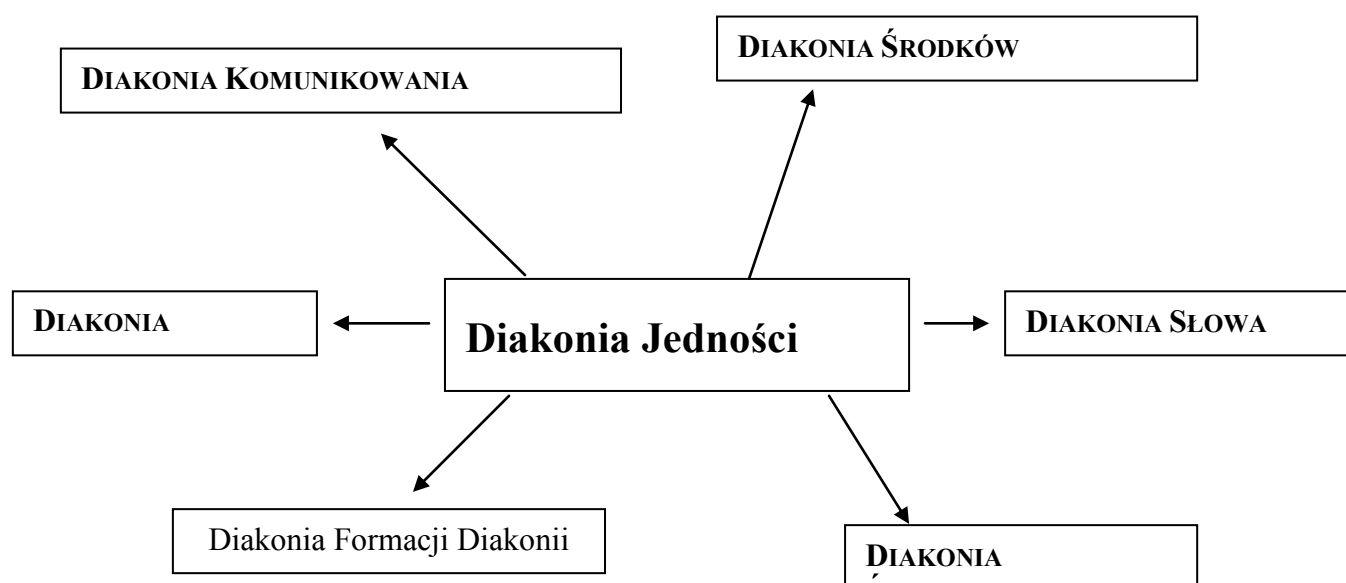 DIAKONIA ŚRODKÓW
DIAKONIA KOMUNIKOWANIA
DIAKONIA
Diakonia Jedności
DIAKONIA SŁOWA
Diakonia Formacji Diakonii
DIAKONIA